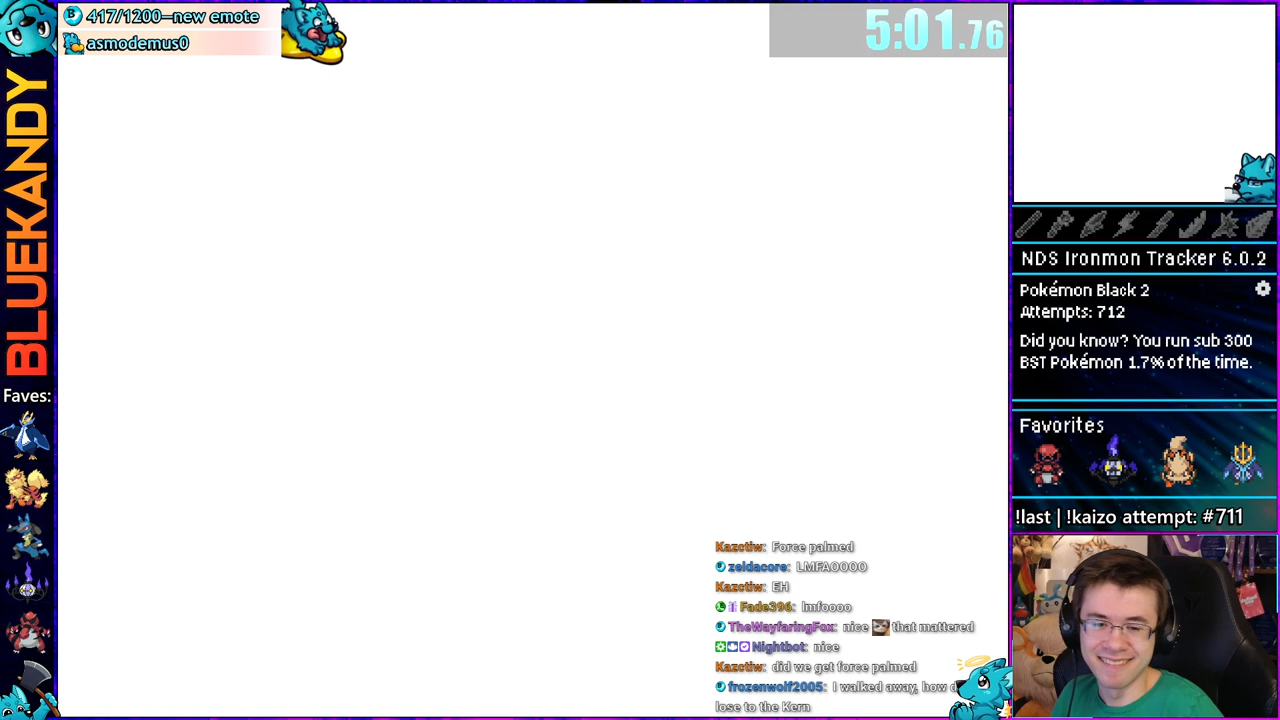 417/1200—new emote
asmodemus0
5:01.76
BLUEKANDY
Faves:
NDS Ironmon Tracker 6.0.2
Pokémon Black 2
Attempts: 712
Did you know? You run sub 300
BST Pokémon 1.7% of the time.
Favorites
!last | !kaizo attempt: #711
Kazctiw: Force palmed
zeldacore: LMFAOOOO
Kazctiw: EH
Fade396: lmfoooo
TheWayfaringFox: nice that mattered
Nightbot: nice
Kazctiw: did we get force palmed
frozenwolf2005: I walked away, how
lose to the Kern